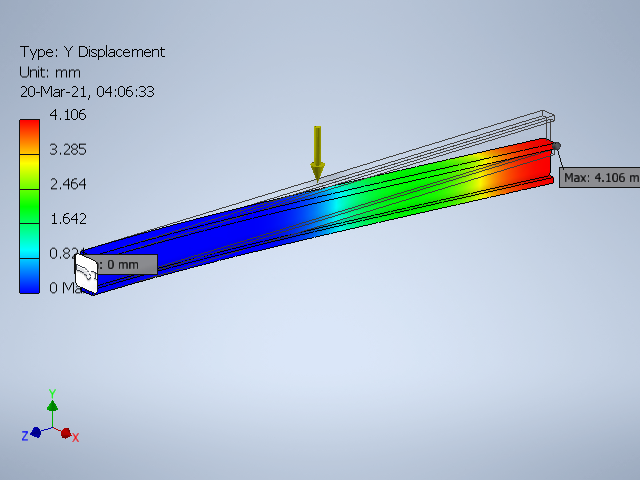 Type: Y Displacement
Unit: mm
20-Mar-21, 04:06:33
4.106
3.285
2.464
1.642
0 mm
Max: 4.106 m
Y
Z
X